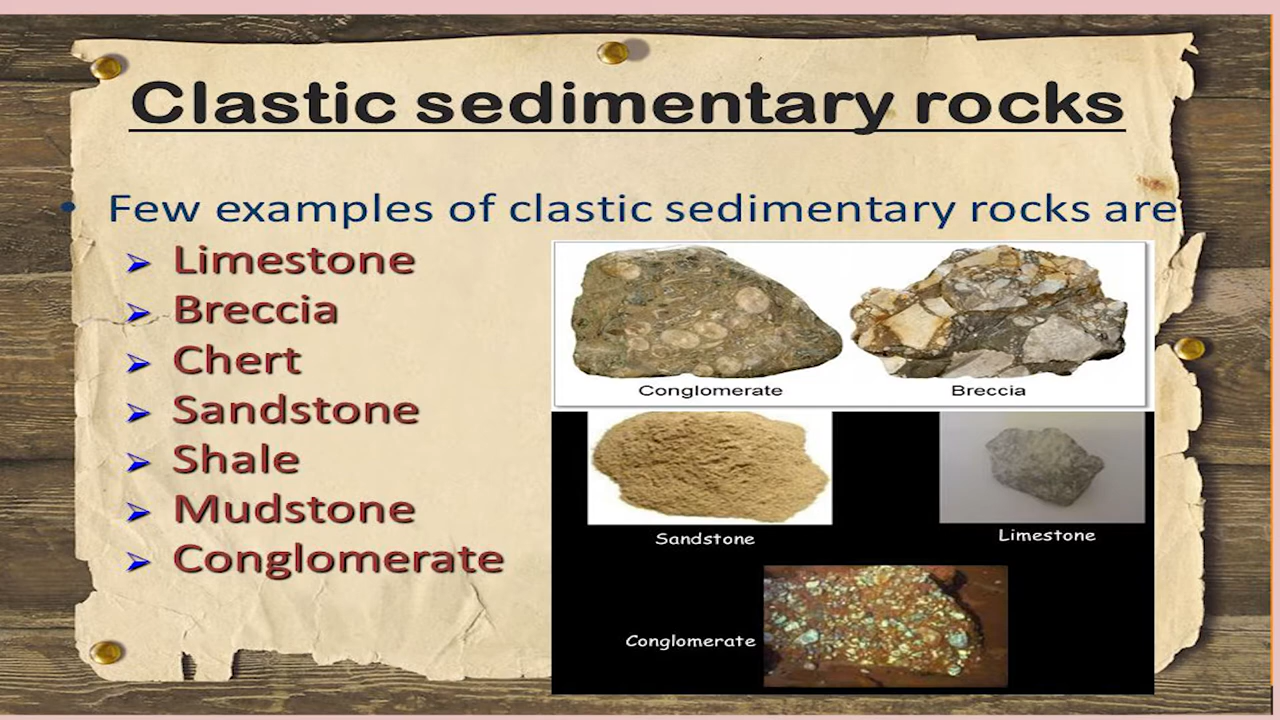 Clastic sedimentary rocks
• Few examples of clastic sedimentary rocks are
➢ Limestone
➢ Breccia
➢ Chert
➢ Sandstone
➢ Shale
➢ Mudstone
➢ Conglomerate
Conglomerate Breccia
Sandstone Limestone
Conglomerate